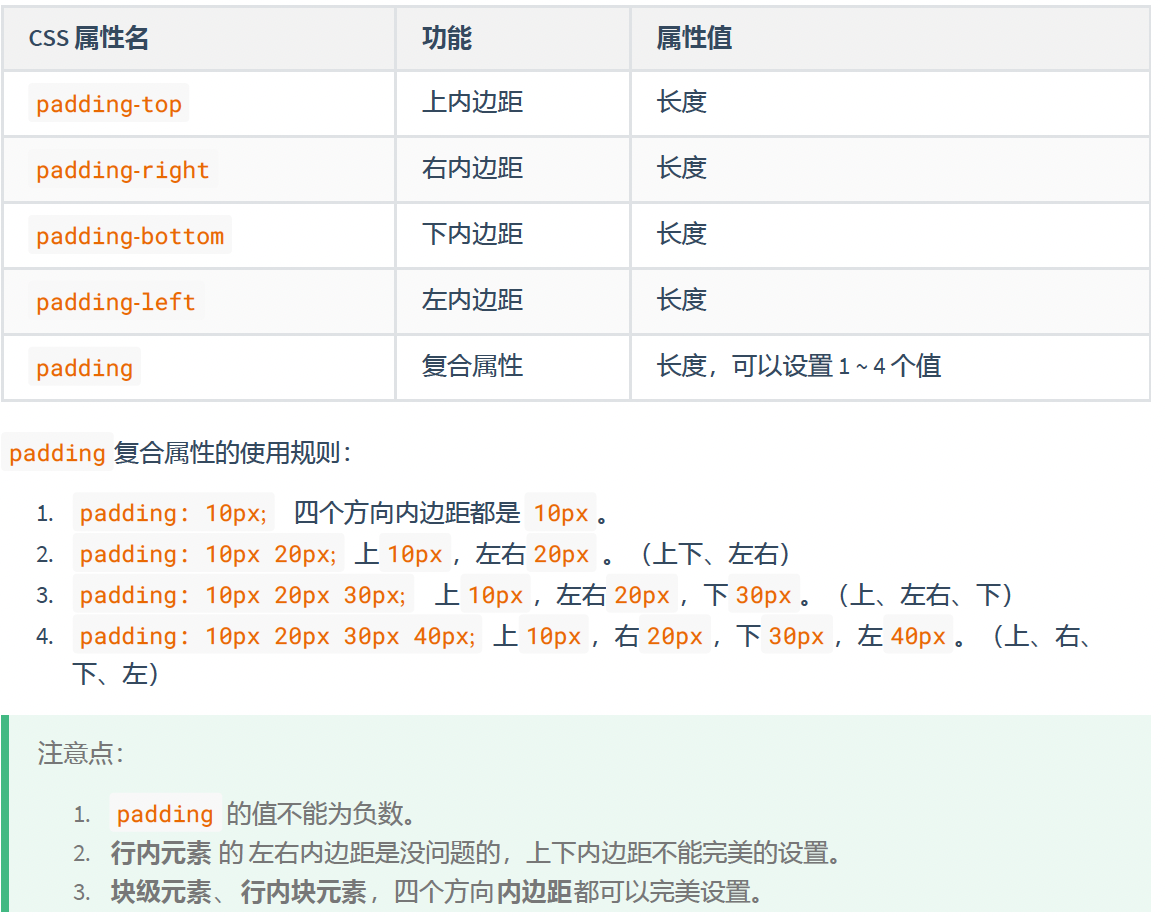 CSS 属性名 功能 属性值
padding-top 上内边距 长度
padding-right 右内边距 长度
padding-bottom 下内边距 长度
padding-left 左内边距 长度
padding 复合属性 长度，可以设置 1 ~ 4 个值
padding 复合属性的使用规则：
1. padding: 10px; 四个方向内边距都是 10px 。
2. padding: 10px 20px; 上 10px ，左右 20px 。（上下、左右）
3. padding: 10px 20px 30px; 上 10px ，左右 20px ，下 30px 。（上、左右、下）
4. padding: 10px 20px 30px 40px; 上 10px ，右 20px ，下 30px ，左 40px 。（上、右、
下、左）
注意点：
1. padding 的值不能为负数。
2. 行内元素 的 左右内边距是没问题的，上下内边距不能完美的设置。
3. 块级元素、行内块元素，四个方向内边距都可以完美设置。